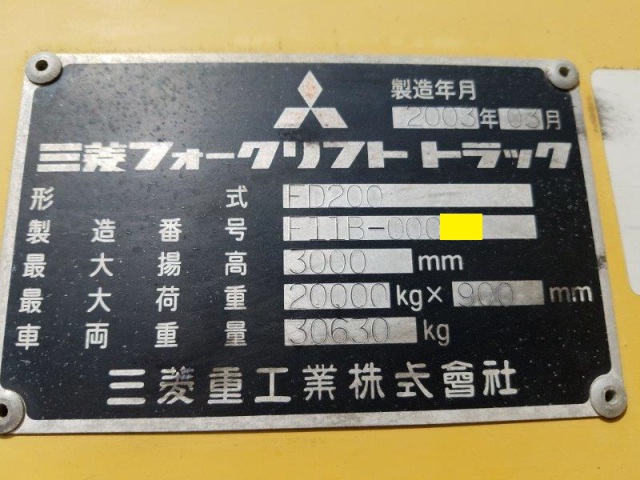 製造年月
2003年03月
三菱フォークリフト トラック
形式 FD200
製造番号 F11B-000
最大揚高 3000 mm
最大荷重 20000 kg × 900 mm
車両重量 30630 kg
三菱重工業株式會社